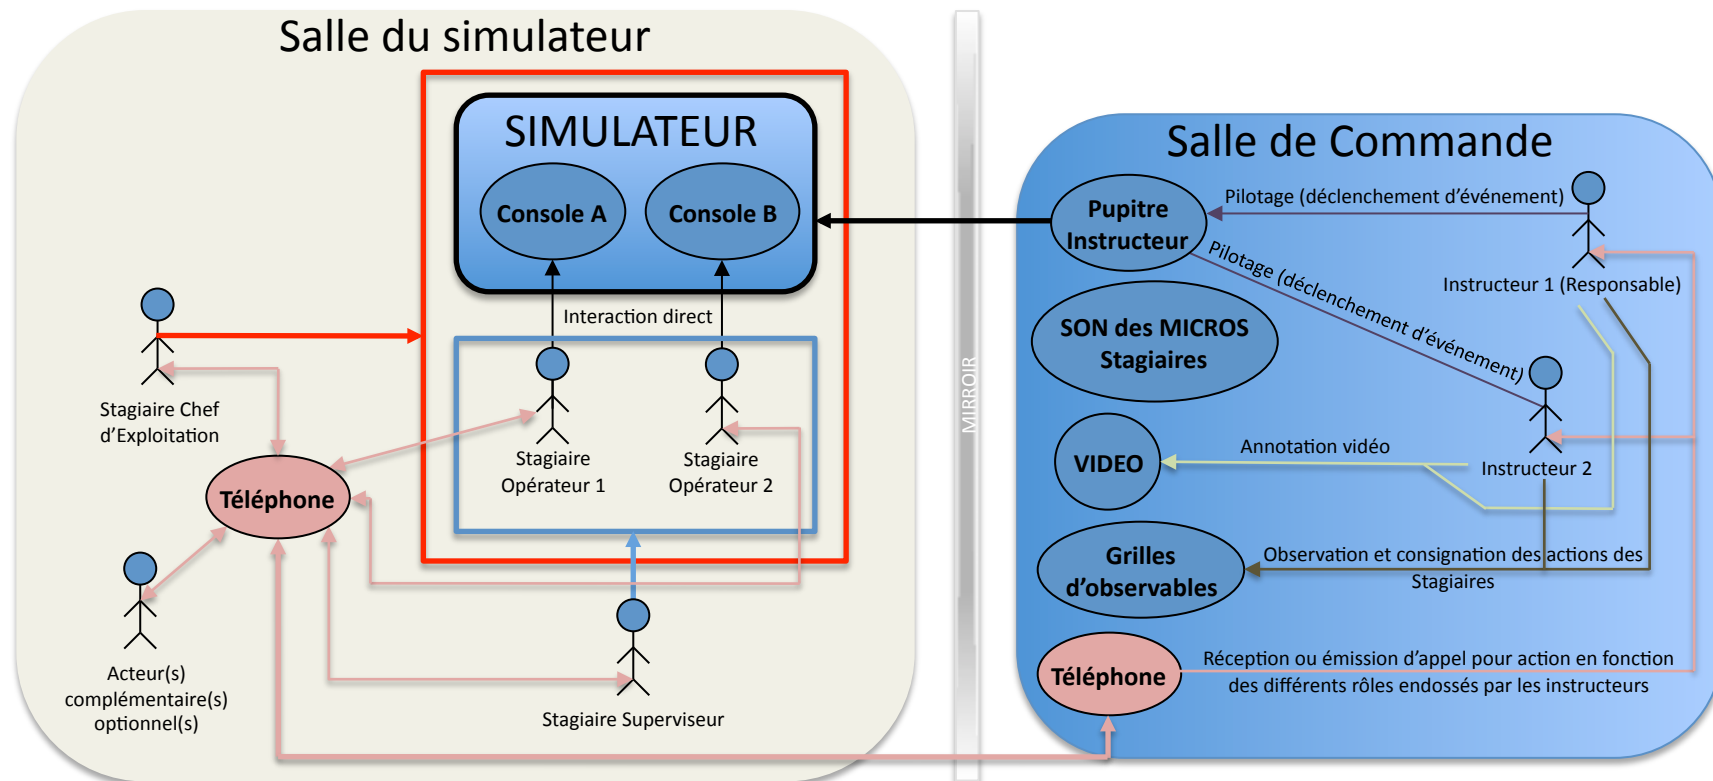 Salle du simulateur
SIMULATEUR
Console A
Console B
Interaction direct
Stagiaire Chef
d'Exploitation
Stagiaire
Opérateur 1
Stagiaire
Opérateur 2
Téléphone
Acteur(s)
complémentaire(s)
optionnel(s)
Stagiaire Superviseur
MIRROIR
Salle de Commande
Pupitre
Instructeur
Pilotage (déclenchement d'événement)
Pilotage (déclenchement d'événement)
Instructeur 1 (Responsable)
SON des MICROS
Stagiaires
VIDEO
Annotation vidéo
Instructeur 2
Grilles
d'observables
Observation et consignation des actions des
Stagiaires
Téléphone
Réception ou émission d'appel pour action en fonction
des différents rôles endossés par les instructeurs